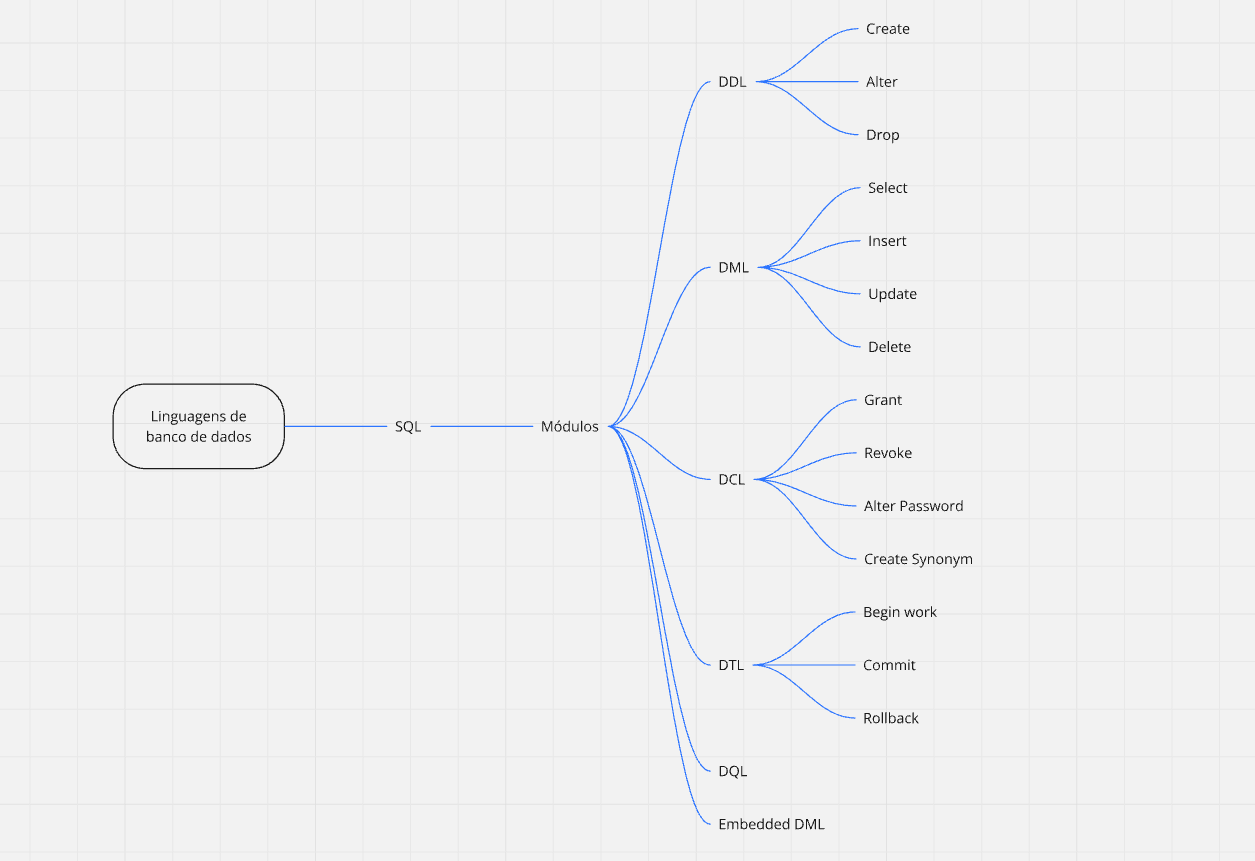 Linguagens de
banco de dados
SQL
Módulos
DDL
Create
Alter
Drop
DML
Select
Insert
Update
Delete
DCL
Grant
Revoke
Alter Password
Create Synonym
DTL
Begin work
Commit
Rollback
DQL
Embedded DML